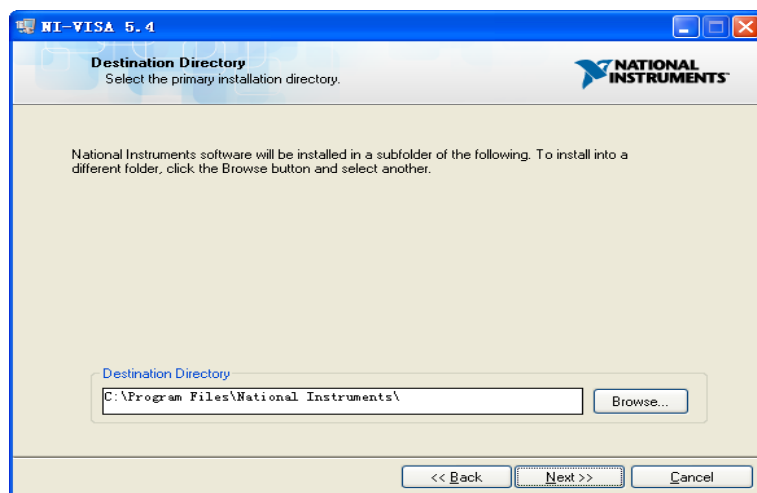 NI-VISA 5.4
Destination Directory
Select the primary installation directory.
NATIONAL
INSTRUMENTS™
National Instruments software will be installed in a subfolder of the following. To install into a
different folder, click the Browse button and select another.
Destination Directory
C:\Program Files\National Instruments\
Browse...
<< Back
Next >>
Cancel